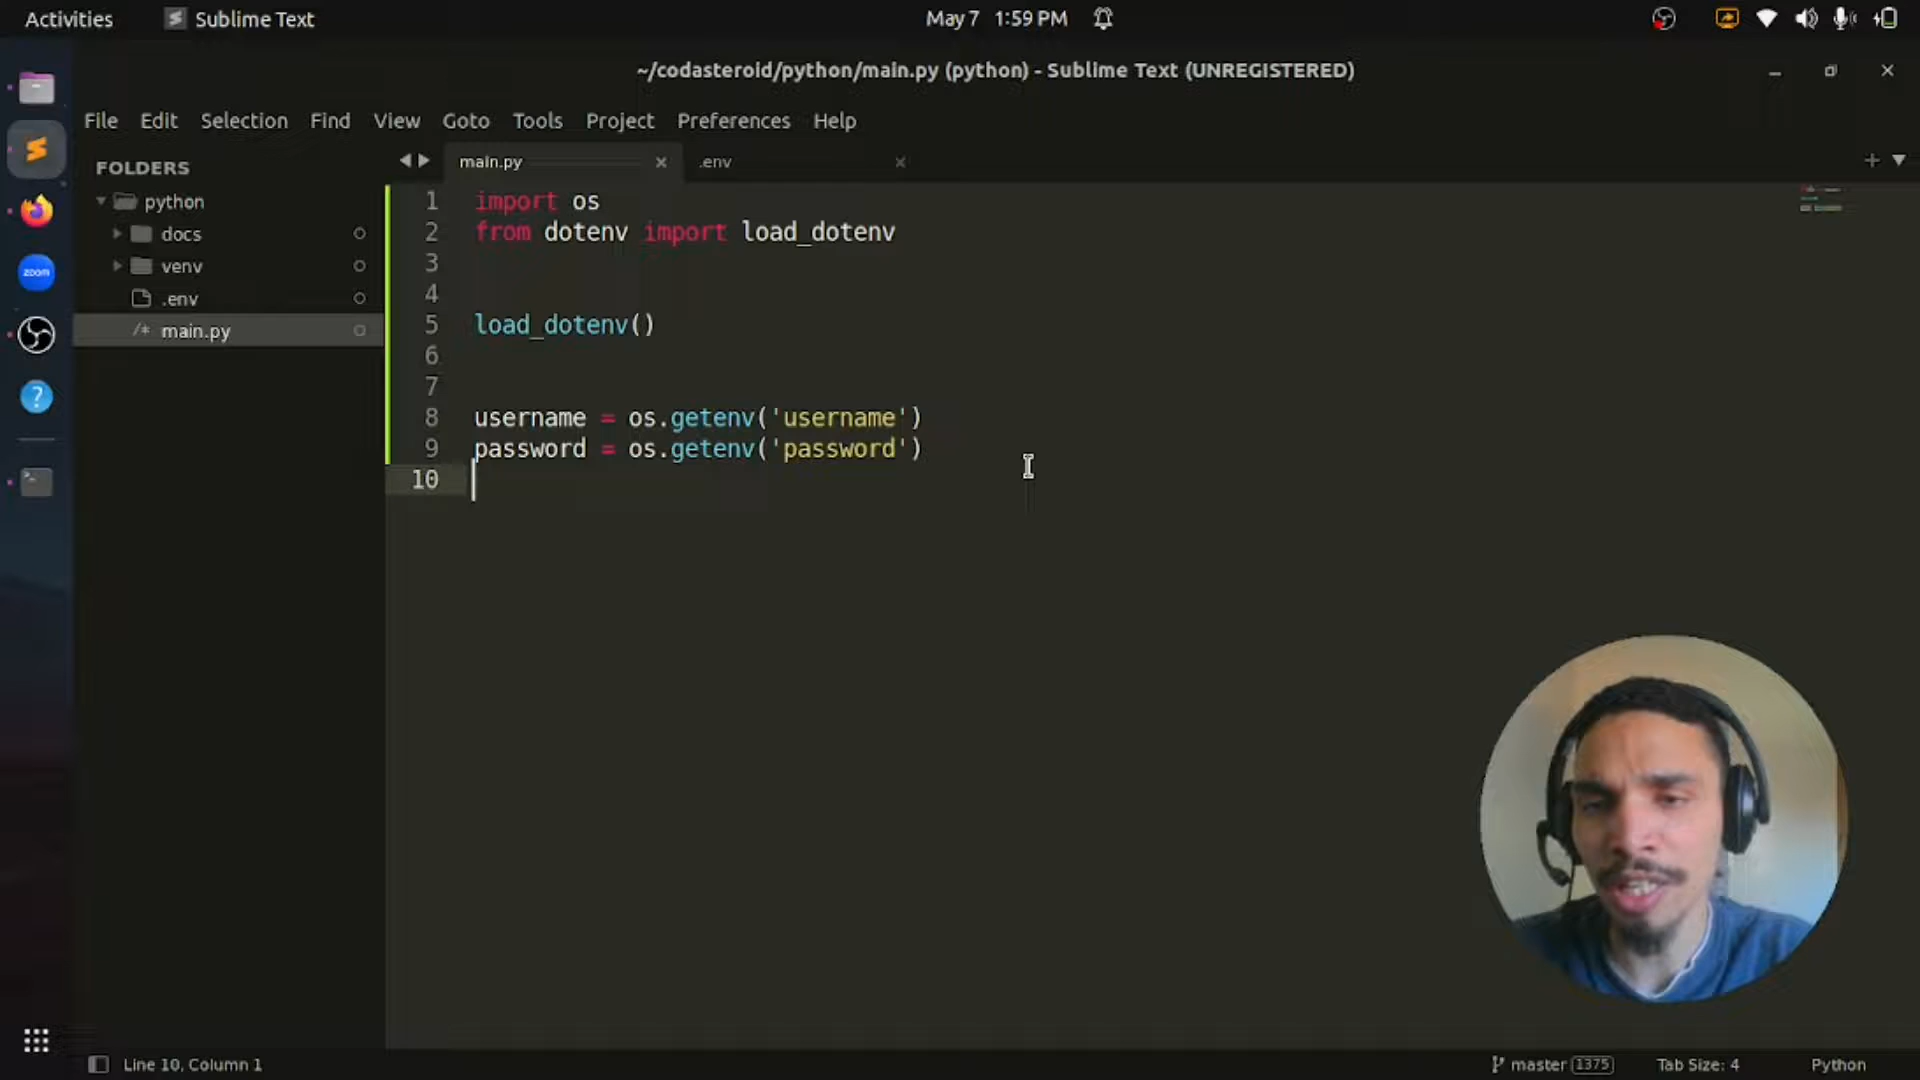 Activities
Sublime Text
May 7 1:59 PM
~/codasteroid/python/main.py (python) - Sublime Text (UNREGISTERED)
File Edit Selection Find View Goto Tools Project Preferences Help
FOLDERS
python
docs
venv
.env
/* main.py
zoom
?
main.py
.env
1 import os
2 from dotenv import load_dotenv
3
4
5 load_dotenv()
6
7
8 username = os.getenv('username')
9 password = os.getenv('password')
10
Line 10, Column 1
master 1375
Tab Size: 4
Python